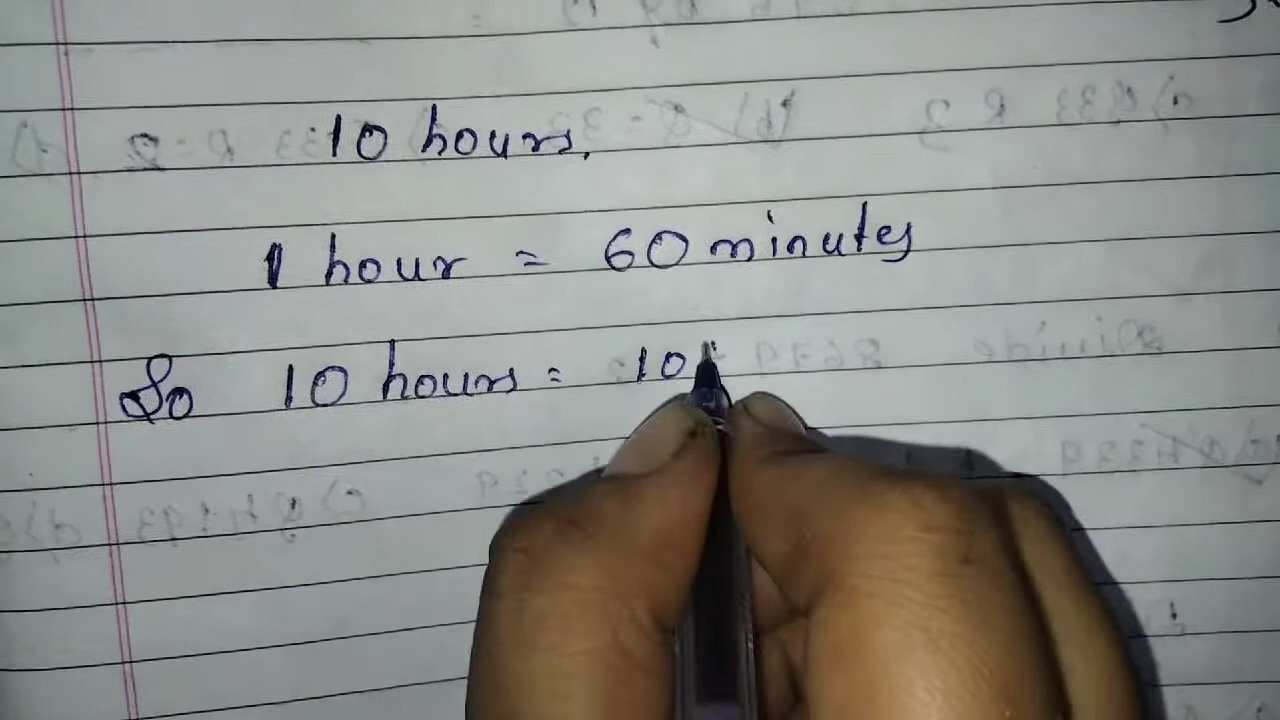 10 hours.
1 hour = 60 minutes
So 10 hours = 10